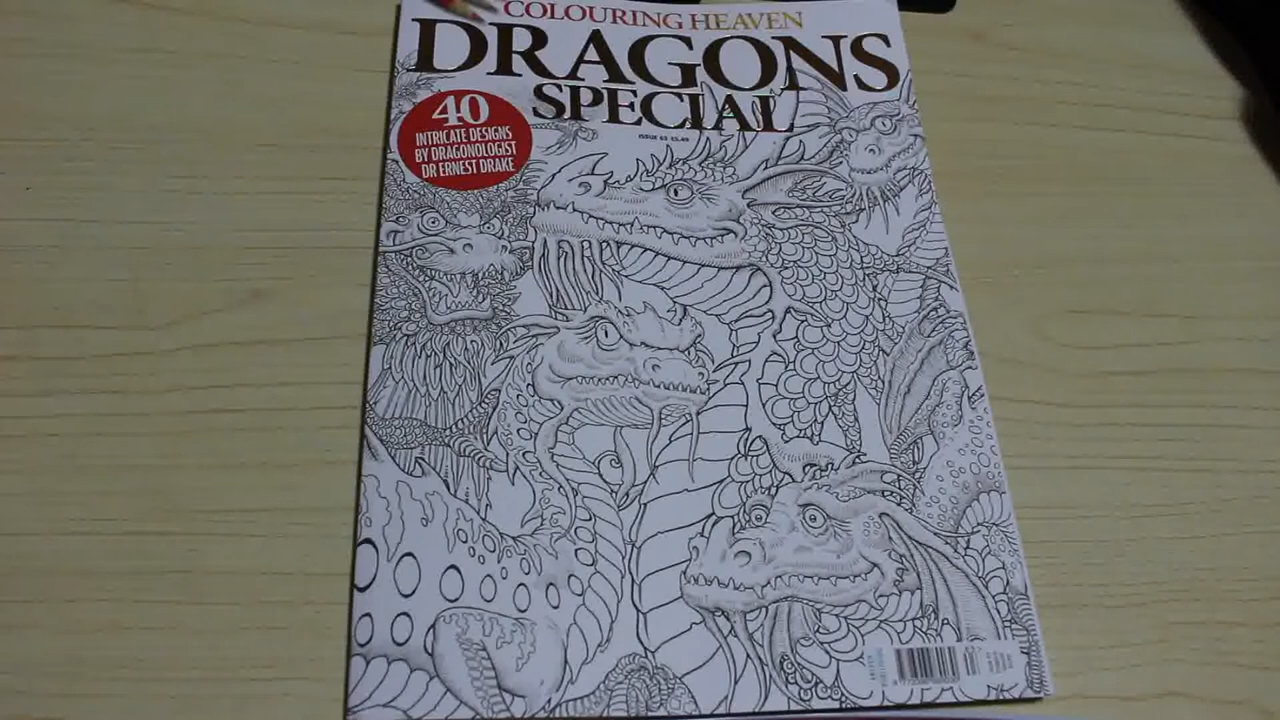 COLOURING HEAVEN
DRAGONS
SPECIAL
40
INTRICATE DESIGNS
BY DRAGONOLOGIST
DR ERNEST DRAKE